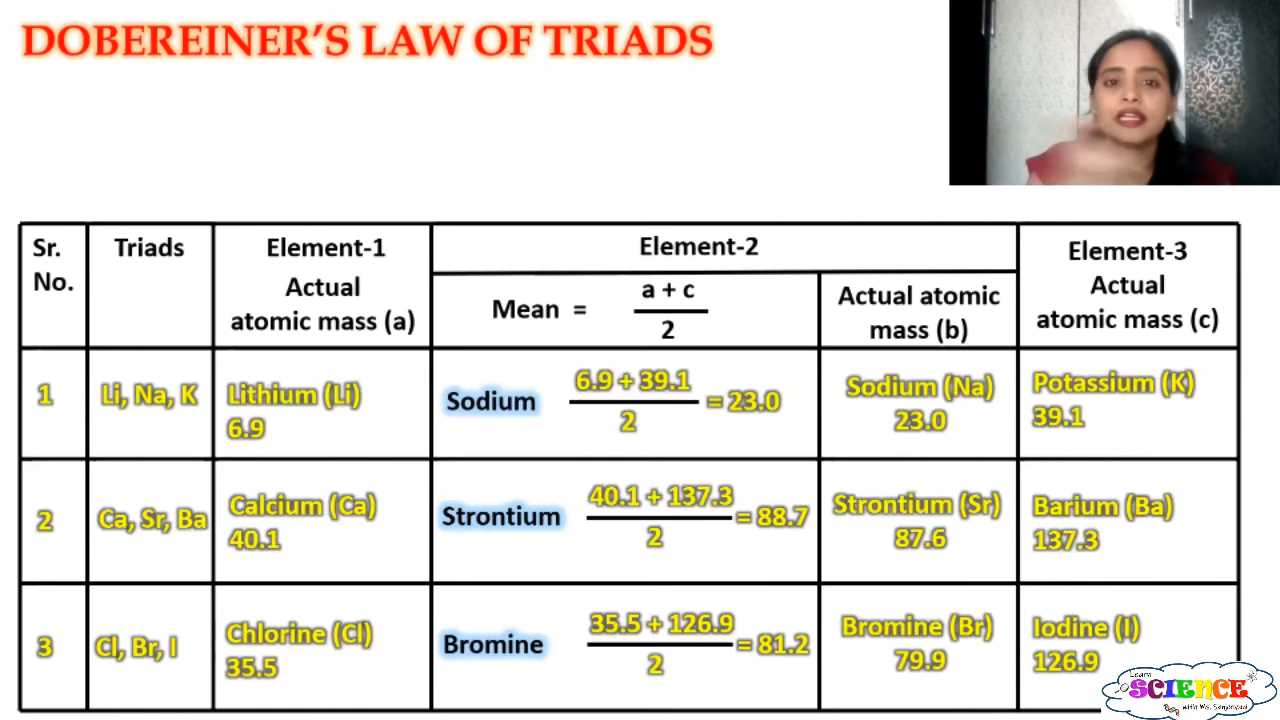 DOBEREINER'S LAW OF TRIADS
Sr. No.
Triads
Element-1
Actual atomic mass (a)
Element-2
Mean = a + c / 2
Actual atomic mass (b)
Element-3
Actual atomic mass (c)
1
Li, Na, K
Lithium (Li)
6.9
Sodium 6.9 + 39.1 / 2 = 23.0
Sodium (Na)
23.0
Potassium (K)
39.1
2
Ca, Sr, Ba
Calcium (Ca)
40.1
Strontium 40.1 + 137.3 / 2 = 88.7
Strontium (Sr)
87.6
Barium (Ba)
137.3
3
Cl, Br, I
Chlorine (Cl)
35.5
Bromine 35.5 + 126.9 / 2 = 81.2
Bromine (Br)
79.9
Iodine (I)
126.9
Learn
SCIENCE
with Ms.